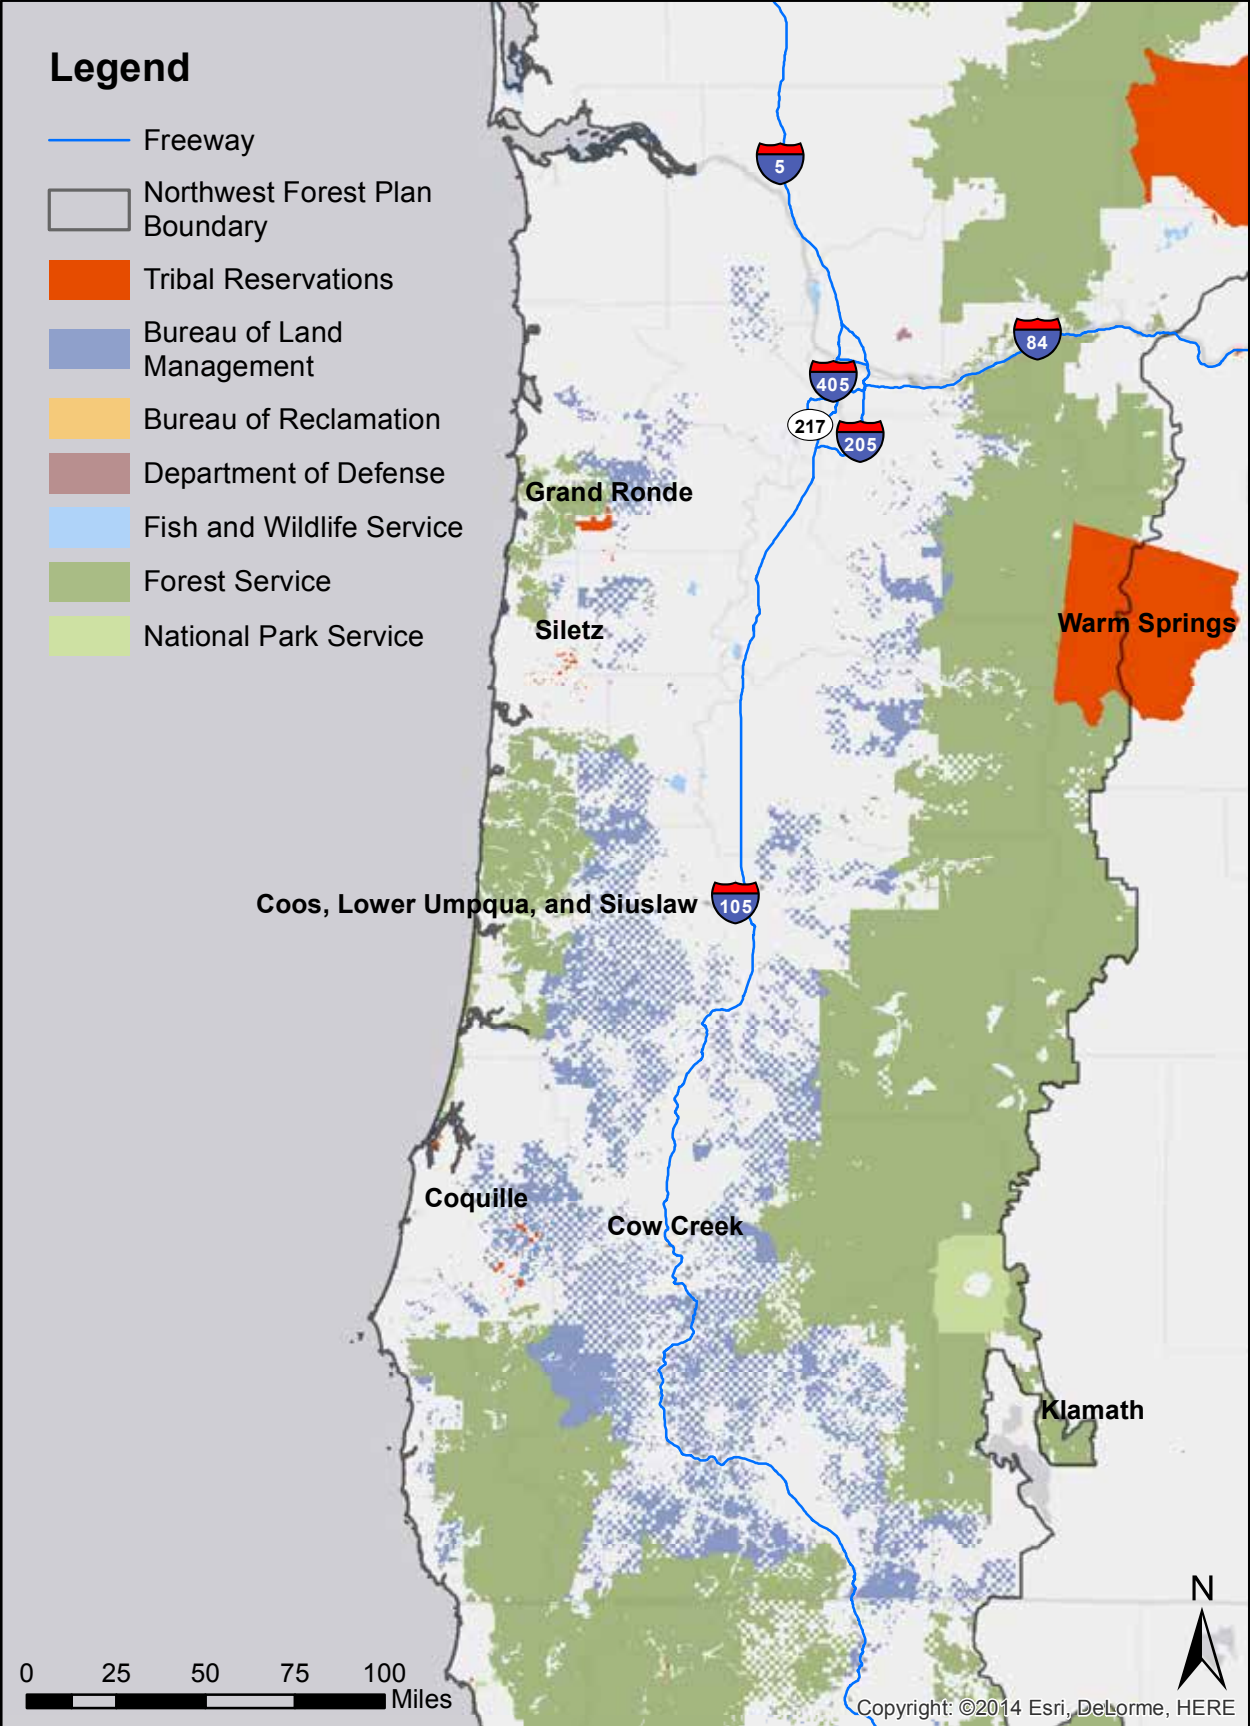 Legend
Freeway
Northwest Forest Plan
Boundary
Tribal Reservations
Bureau of Land
Management
Bureau of Reclamation
Department of Defense
Fish and Wildlife Service
Forest Service
National Park Service
5
84
405
217
205
Grand Ronde
Siletz
Warm Springs
Coos, Lower Umpqua, and Siuslaw
105
Coquille
Cow Creek
Klamath
N
0 25 50 75 100
Miles
Copyright: ©2014 Esri, DeLorme, HERE